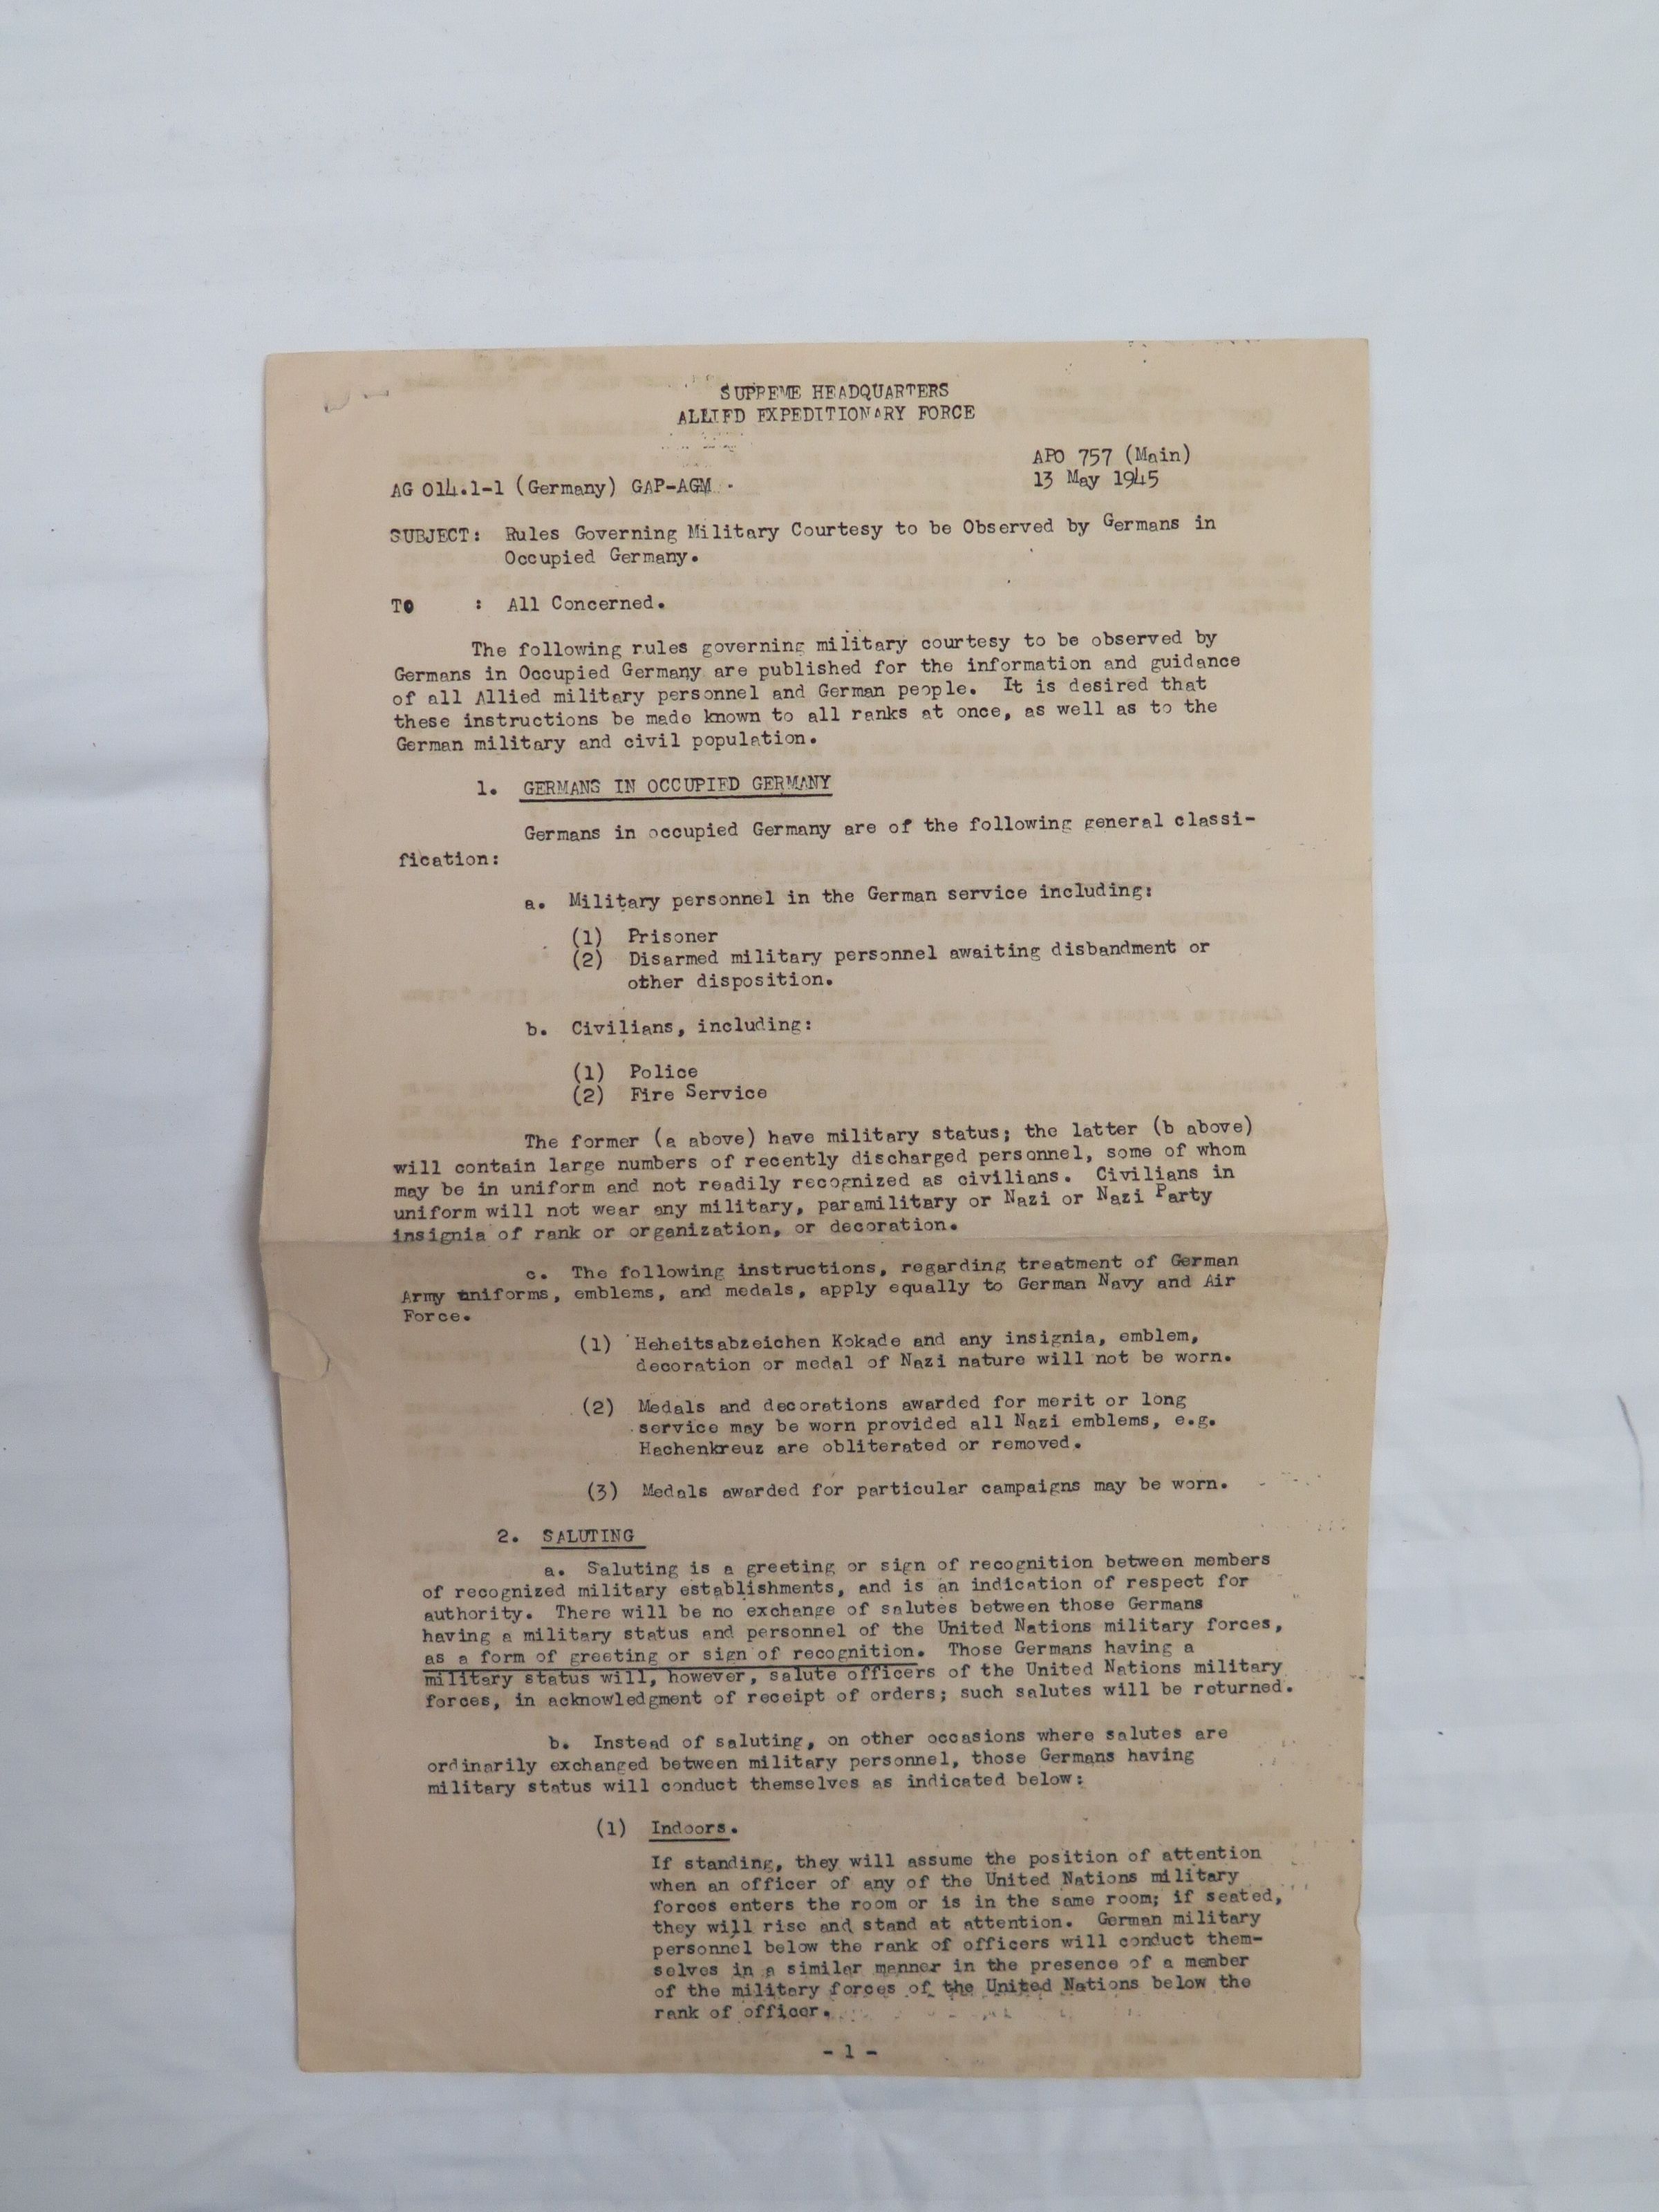 SUPREME HEADQUARTERS
ALLIED EXPEDITIONARY FORCE
APO 757 (Main)
13 May 1945
AG 014.1-1 (Germany) GAP-AGM
SUBJECT: Rules Governing Military Courtesy to be Observed by Germans in
Occupied Germany.
TO : All Concerned.
The following rules governing military courtesy to be observed by
Germans in Occupied Germany are published for the information and guidance
of all Allied military personnel and German people. It is desired that
these instructions be made known to all ranks at once, as well as to the
German military and civil population.
1. GERMANS IN OCCUPIED GERMANY
Germans in occupied Germany are of the following general classi-
fication:
a. Military personnel in the German service including:
(1) Prisoner
(2) Disarmed military personnel awaiting disbandment or
other disposition.
b. Civilians, including:
(1) Police
(2) Fire Service
The former (a above) have military status; the latter (b above)
will contain large numbers of recently discharged personnel, some of whom
may be in uniform and not readily recognized as civilians. Civilians in
uniform will not wear any military, paramilitary or Nazi or Nazi Party
insignia of rank or organization, or decoration.
c. The following instructions, regarding treatment of German
Army uniforms, emblems, and medals, apply equally to German Navy and Air
Force.
(1) Heheitsabzeichen Kokade and any insignia, emblem,
decoration or medal of Nazi nature will not be worn.
(2) Medals and decorations awarded for merit or long
service may be worn provided all Nazi emblems, e.g.
Hachenkreuz are obliterated or removed.
(3) Medals awarded for particular campaigns may be worn.
2. SALUTING
a. Saluting is a greeting or sign of recognition between members
of recognized military establishments, and is an indication of respect for
authority. There will be no exchange of salutes between those Germans
having a military status and personnel of the United Nations military forces,
as a form of greeting or sign of recognition. Those Germans having a
military status will, however, salute officers of the United Nations military
forces, in acknowledgment of receipt of orders; such salutes will be returned.
b. Instead of saluting, on other occasions where salutes are
ordinarily exchanged between military personnel, those Germans having
military status will conduct themselves as indicated below:
(1) Indoors.
If standing, they will assume the position of attention
when an officer of any of the United Nations military
forces enters the room or is in the same room; if seated,
they will rise and stand at attention. German military
personnel below the rank of officers will conduct them-
selves in a similar manner in the presence of a member
of the military forces of the United Nations below the
rank of officer.
- 1 -